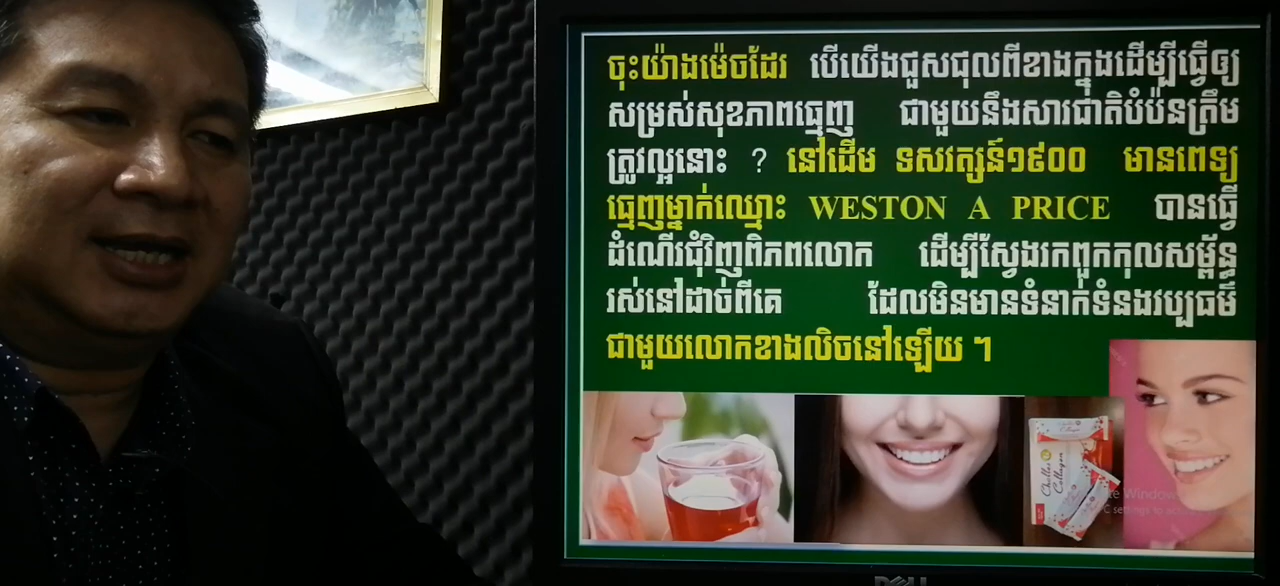 ចុះយ៉ាងម៉េចដែរ បើយើងជួសជុលពីខាងក្នុងដើម្បីធ្វើឲ្យ
សម្រស់សុខភាពធ្មេញ ជាមួយនឹងសារជាតិបំប៉នត្រឹម
ត្រូវល្អនោះ ? នៅដើម ទសវត្សន៍១៩០០ មានពេទ្យ
ធ្មេញម្នាក់ឈ្មោះ WESTON A PRICE បានធ្វើ
ដំណើរជុំវិញពិភពលោក ដើម្បីស្វែងរកពួកកុលសម្ព័ន្ធ
រស់នៅដាច់ពីគេ ដែលមិនមានទំនាក់ទំនងវប្បធម៌
ជាមួយលោកខាងលិចនៅឡើយ ។
Collagen
Windows
settings to
DELL